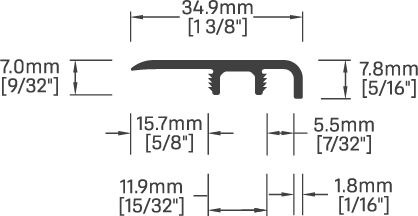 34.9mm
[1 3/8"]
7.0mm
[9/32"]
7.8mm
[5/16"]
15.7mm
[5/8"]
5.5mm
[7/32"]
11.9mm
[15/32"]
1.8mm
[1/16"]